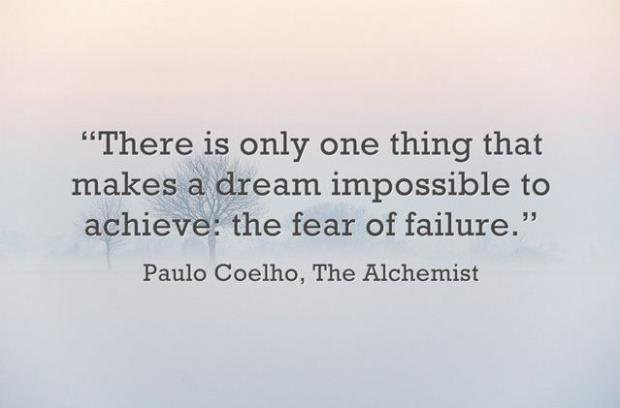 “There is only one thing that
makes a dream impossible to
achieve: the fear of failure.”
Paulo Coelho, The Alchemist